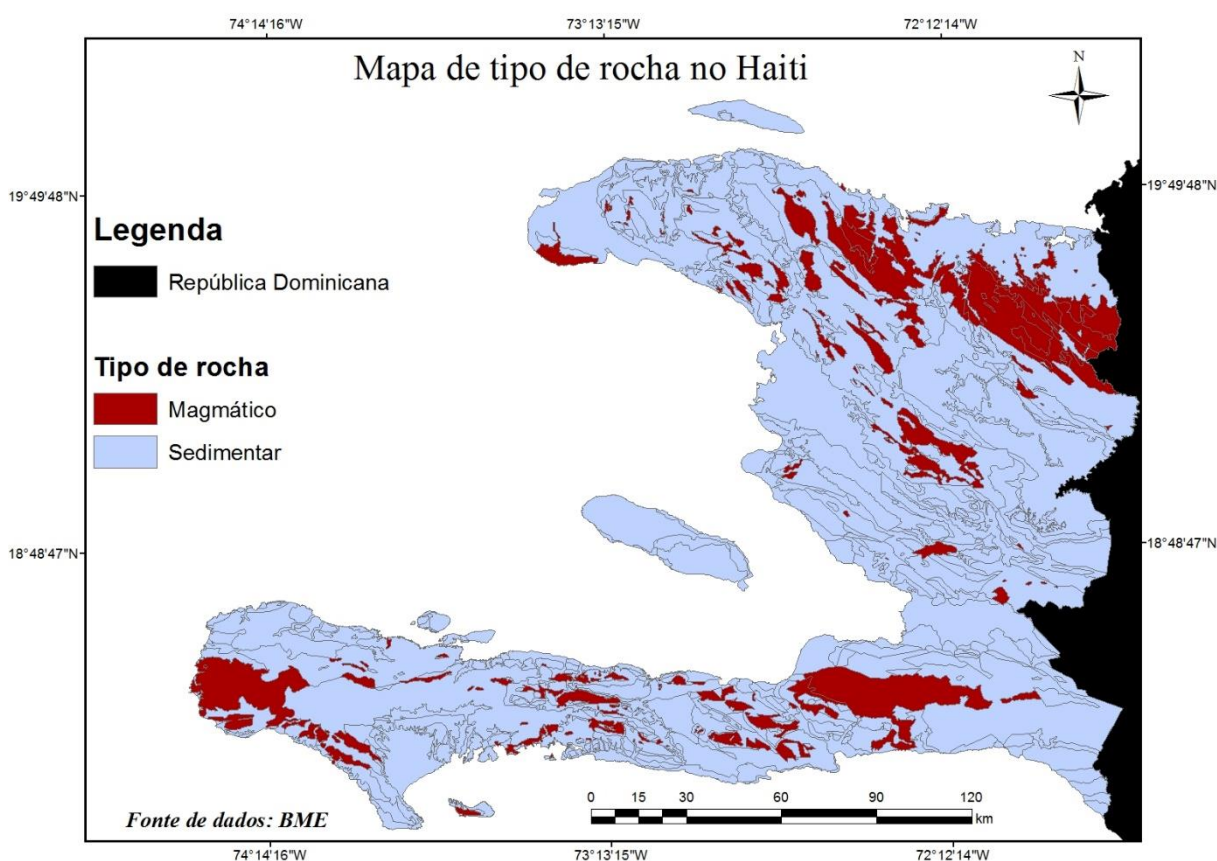 74°14'16"W 73°13'15"W 72°12'14"W
Mapa de tipo de rocha no Haiti
N
19°49'48"N 19°49'48"N
Legenda
República Dominicana
Tipo de rocha
Magmático
Sedimentar
18°48'47"N 18°48'47"N
0 15 30 60 90 120
km
Fonte de dados: BME
74°14'16"W 73°13'15"W 72°12'14"W